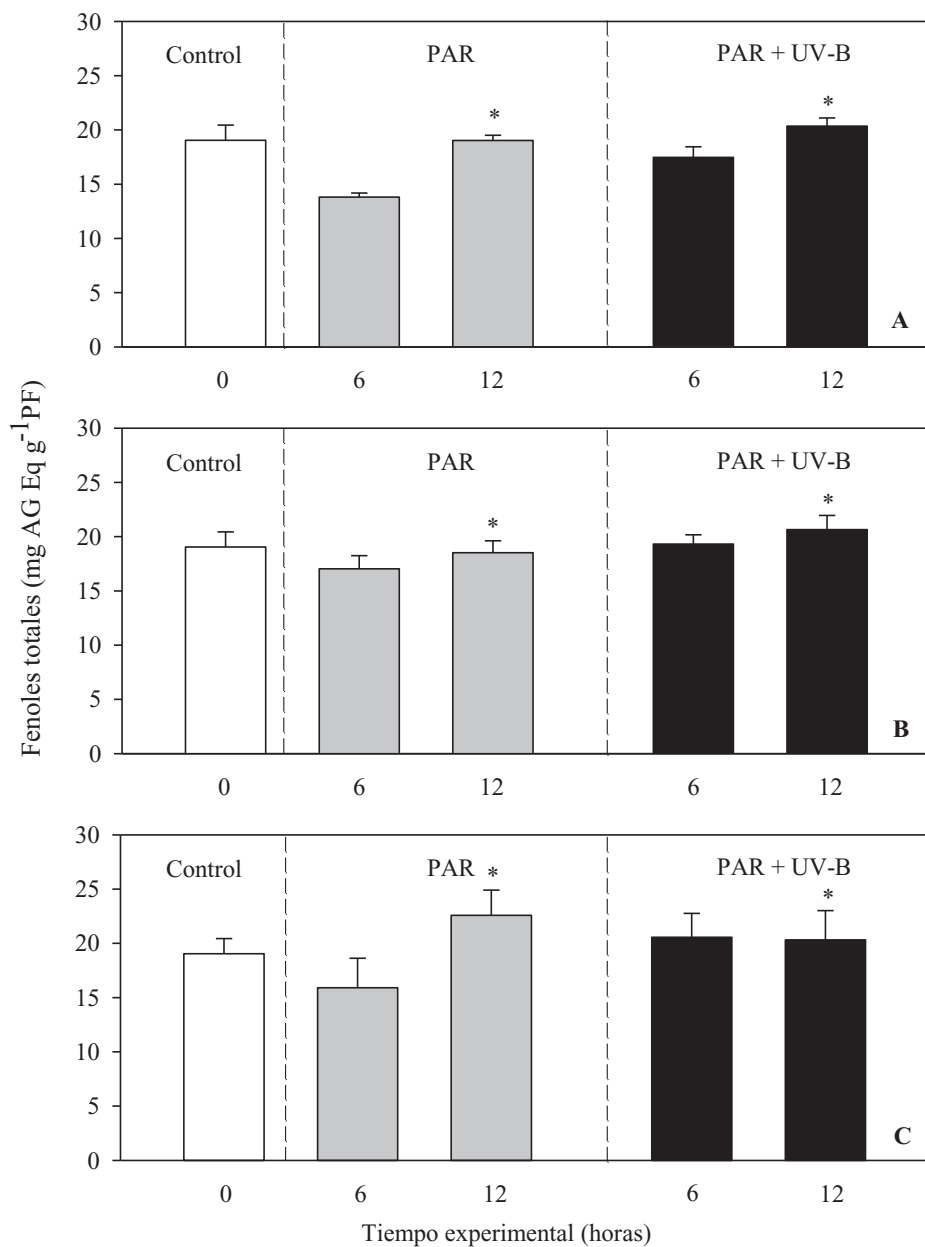 30
Control PAR PAR + UV-B
25
* *
20
15
10
5
A
0
0 6 12 6 12
30
Control PAR PAR + UV-B
25
* *
20
15
10
5
B
0
0 6 12 6 12
Fenoles totales (mg AG Eq g-1PF)
30
Control PAR PAR + UV-B
* *
25
20
15
10
5
C
0
0 6 12 6 12
Tiempo experimental (horas)